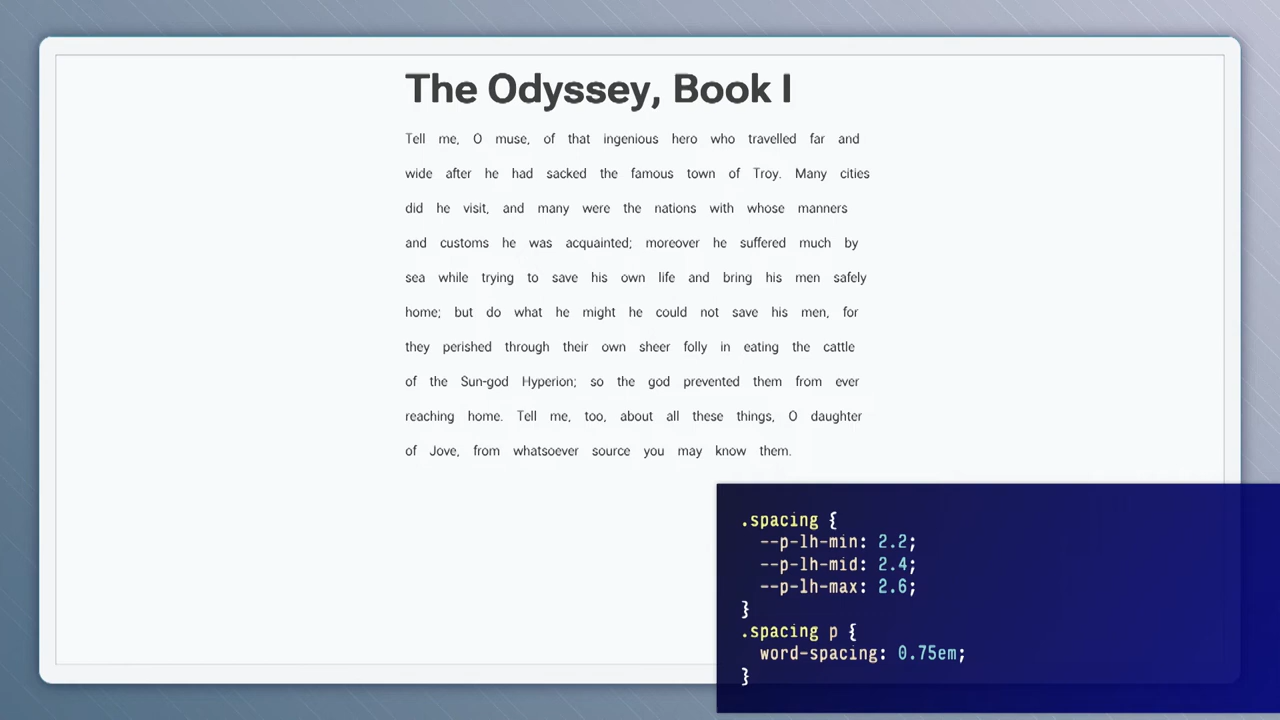 The Odyssey, Book I
Tell me, O muse, of that ingenious hero who travelled far and
wide after he had sacked the famous town of Troy. Many cities
did he visit, and many were the nations with whose manners
and customs he was acquainted; moreover he suffered much by
sea while trying to save his own life and bring his men safely
home; but do what he might he could not save his men, for
they perished through their own sheer folly in eating the cattle
of the Sun-god Hyperion; so the god prevented them from ever
reaching home. Tell me, too, about all these things, O daughter
of Jove, from whatsoever source you may know them.
.spacing {
--p-lh-min: 2.2;
--p-lh-mid: 2.4;
--p-lh-max: 2.6;
}
.spacing p {
word-spacing: 0.75em;
}